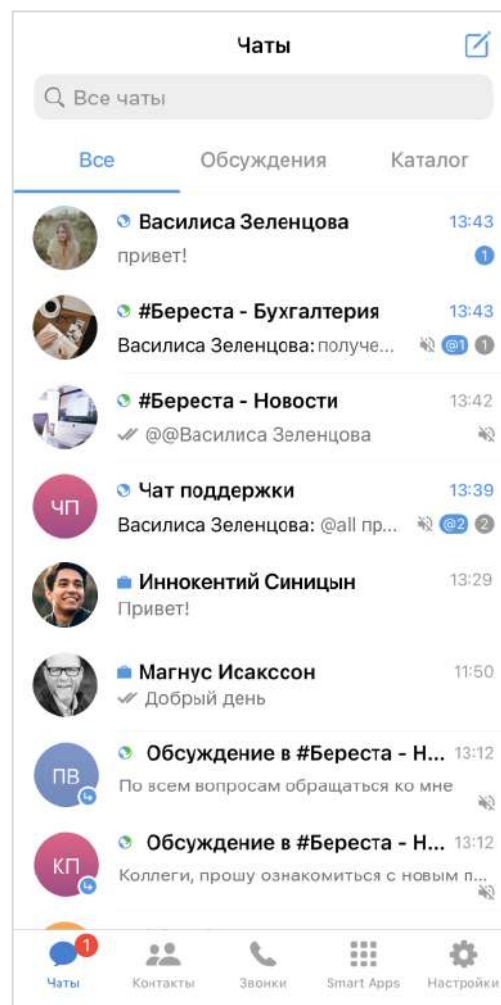 Чаты
Все чаты
Все Обсуждения Каталог
Василиса Зеленцова 13:43
привет! 1
#Береста - Бухгалтерия 13:43
Василиса Зеленцова: получе... @1 1
#Береста - Новости 13:42
@@Василиса Зеленцова
ЧП Чат поддержки 13:39
Василиса Зеленцова: @all пр... @2 2
Иннокентий Синицын 13:29
Привет!
Магнус Исакссон 11:50
Добрый день
ПВ Обсуждение в #Береста - Н... 13:12
По всем вопросам обращаться ко мне
КП Обсуждение в #Береста - Н... 13:12
Коллеги, прошу ознакомиться с новым п...
1
Чаты Контакты Звонки Smart Apps Настройки